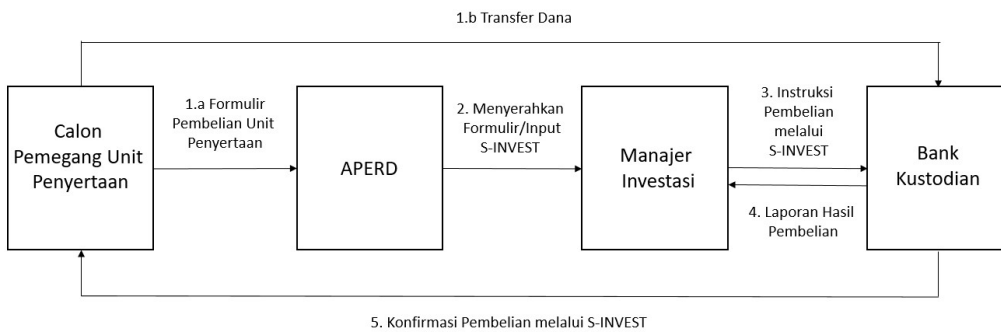 1.b Transfer Dana
Calon
Pemegang Unit
Penyertaan
1.a Formulir
Pembelian Unit
Penyertaan
APERD
2. Menyerahkan
Formulir/Input
S-INVEST
Manajer
Investasi
3. Instruksi
Pembelian
melalui
S-INVEST
4. Laporan Hasil
Pembelian
Bank
Kustodian
5. Konfirmasi Pembelian melalui S-INVEST